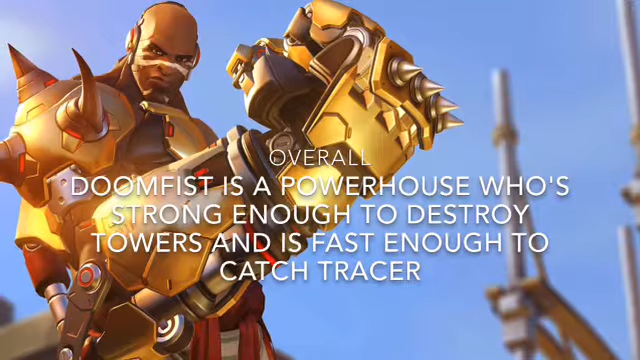 OVERALL
DOOMFIST IS A POWERHOUSE WHO'S
STRONG ENOUGH TO DESTROY
TOWERS AND IS FAST ENOUGH TO
CATCH TRACER